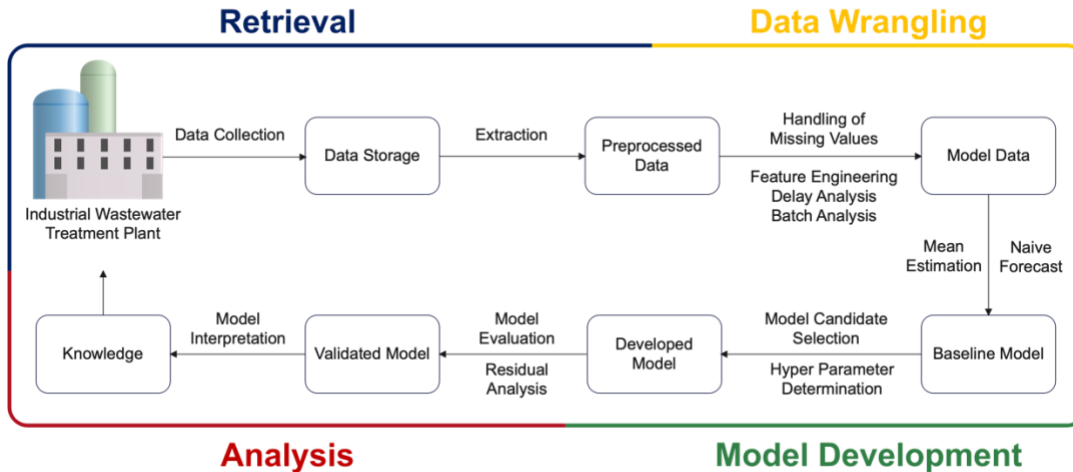 Retrieval
Data Wrangling
Data Collection
Data Storage
Extraction
Preprocessed
Data
Handling of
Missing Values
Feature Engineering
Delay Analysis
Batch Analysis
Model Data
Industrial Wastewater
Treatment Plant
Mean
Estimation
Naive
Forecast
Knowledge
Model
Interpretation
Validated Model
Model
Evaluation
Residual
Analysis
Developed
Model
Model Candidate
Selection
Hyper Parameter
Determination
Baseline Model
Analysis
Model Development